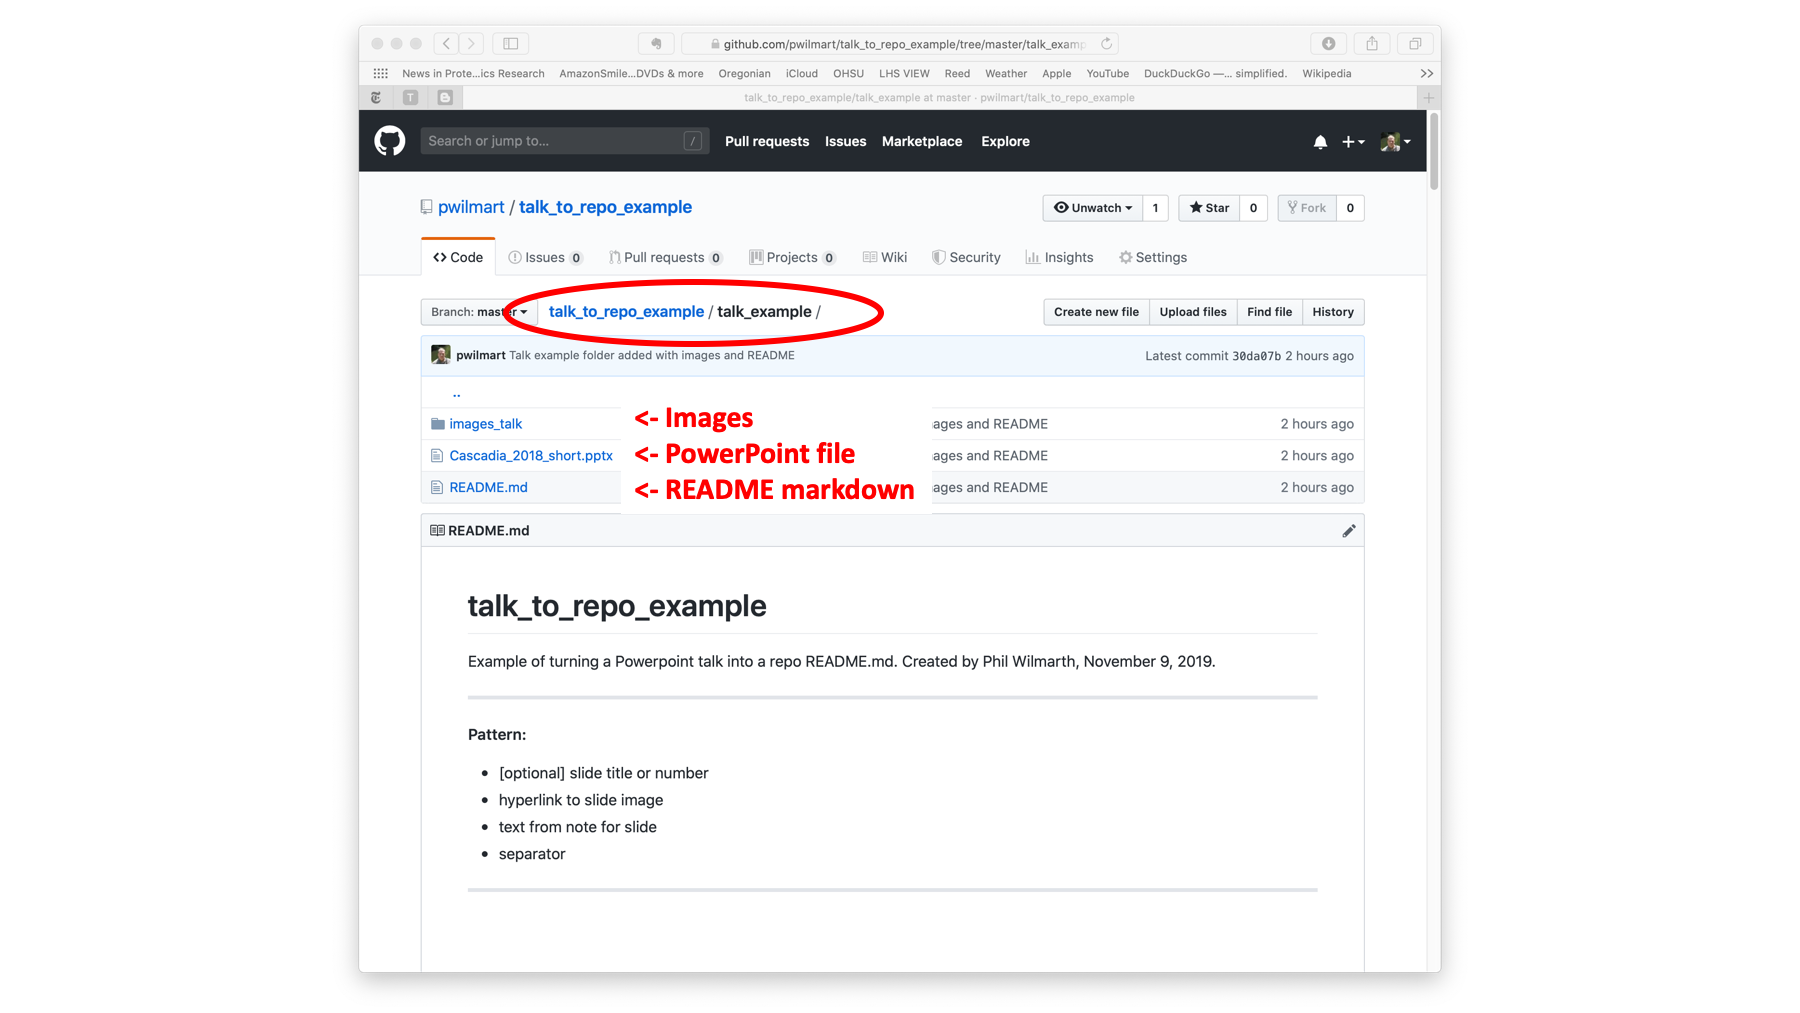 github.com/pwilmart/talk_to_repo_example/tree/master/talk_examp
News in Prote...ics Research AmazonSmile...DVDs & more Oregonian iCloud OHSU LHS VIEW Reed Weather Apple YouTube DuckDuckGo —... simplified. Wikipedia >>
T talk_to_repo_example/talk_example at master · pwilmart/talk_to_repo_example +
Search or jump to... / Pull requests Issues Marketplace Explore
pwilmart / talk_to_repo_example Unwatch 1 Star 0 Fork 0
<> Code Issues 0 Pull requests 0 Projects 0 Wiki Security Insights Settings
Branch: master talk_to_repo_example / talk_example / Create new file Upload files Find file History
pwilmart Talk example folder added with images and README Latest commit 30da07b 2 hours ago
..
images_talk <- Images ages and README 2 hours ago
Cascadia_2018_short.pptx <- PowerPoint file ages and README 2 hours ago
README.md <- README markdown ages and README 2 hours ago
README.md
talk_to_repo_example
Example of turning a Powerpoint talk into a repo README.md. Created by Phil Wilmarth, November 9, 2019.
Pattern:
• [optional] slide title or number
• hyperlink to slide image
• text from note for slide
• separator